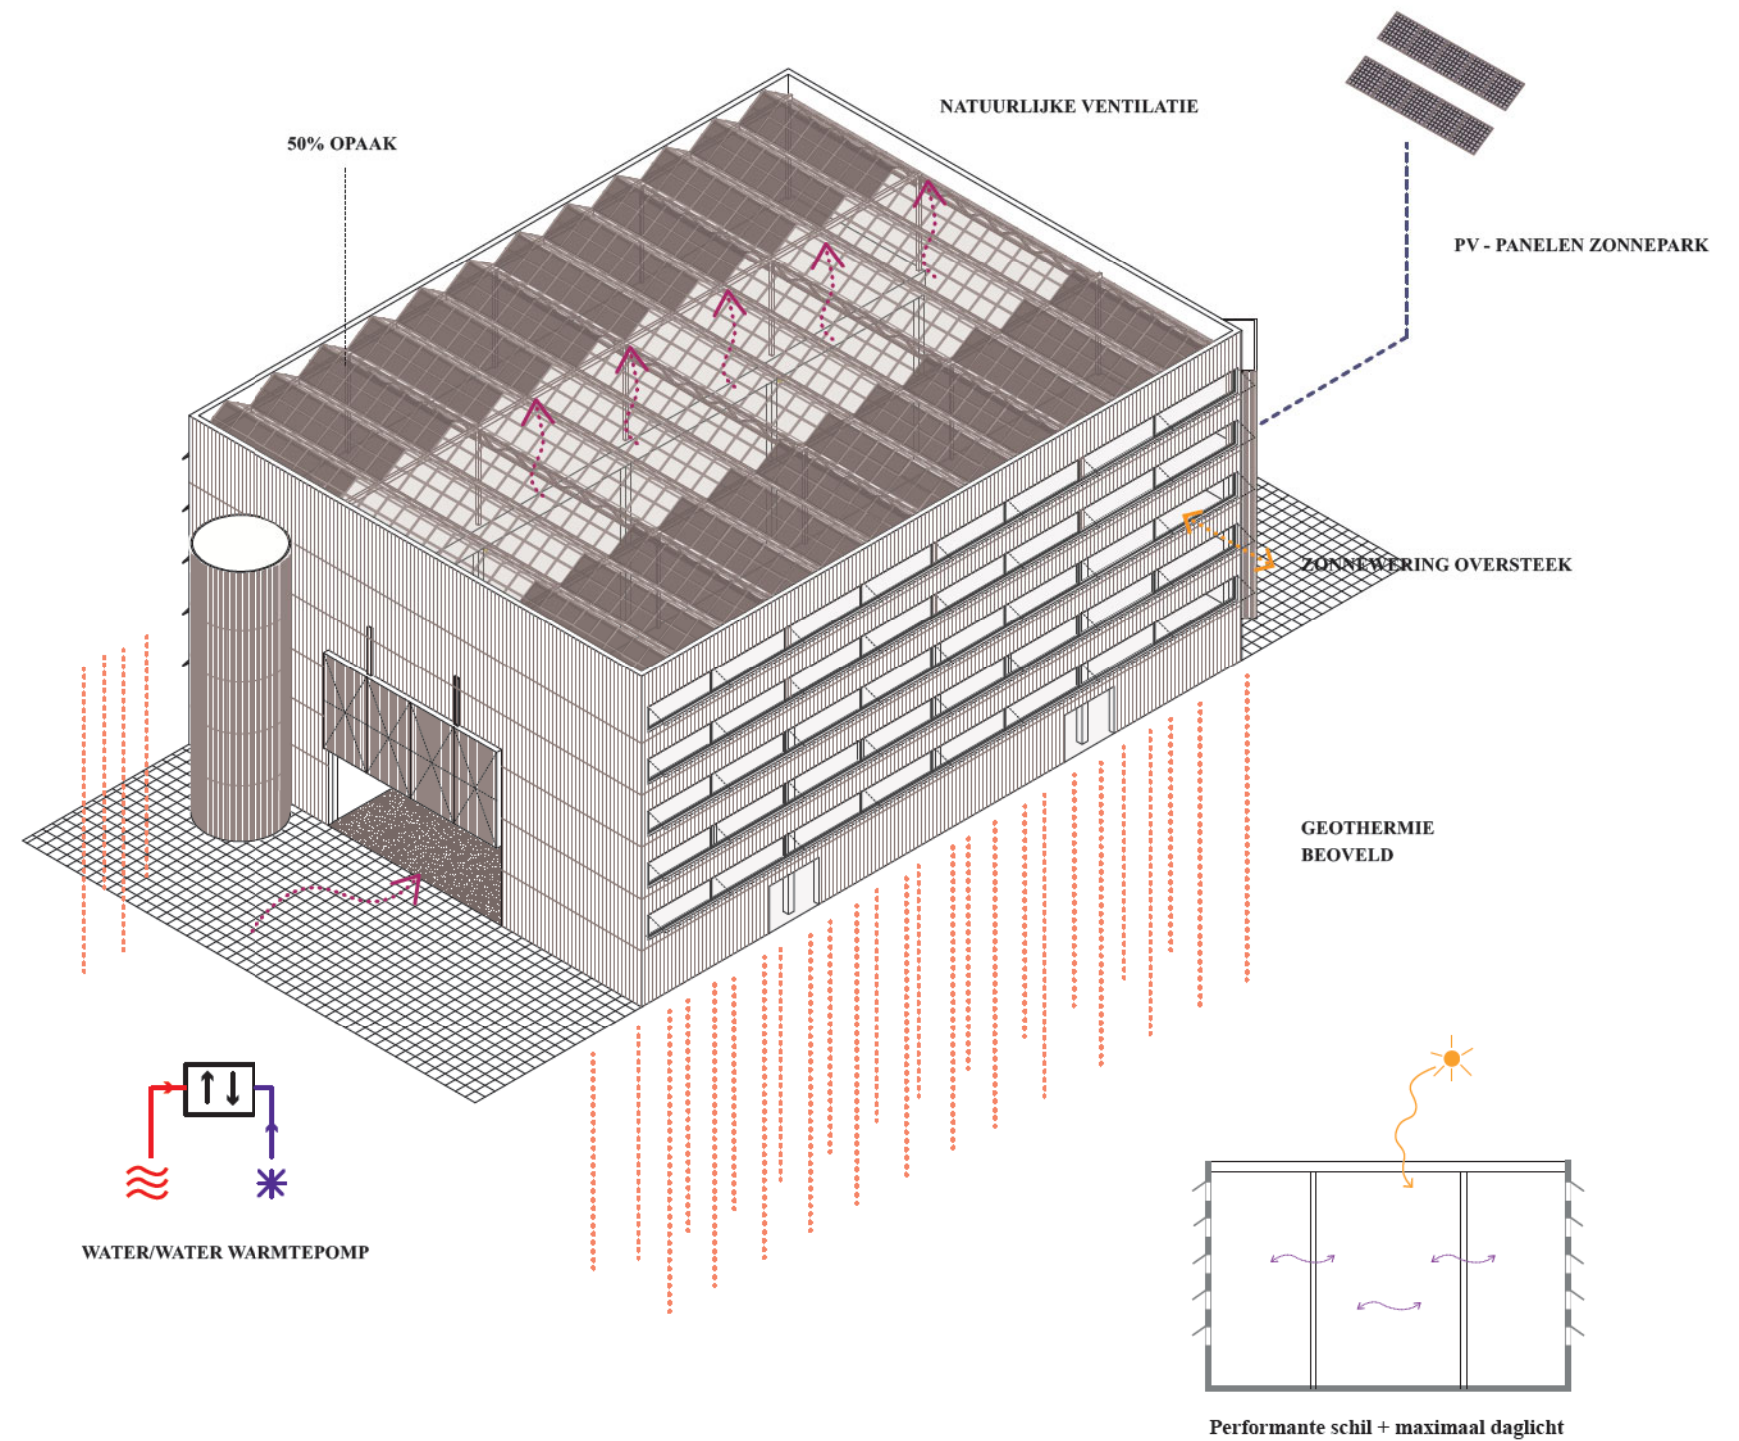 NATUURLIJKE VENTILATIE
50% OPAAK
PV - PANELEN ZONNEPARK
ZONNEWERING OVERSTEEK
GEOTHERMIE
BEOVELD
WATER/WATER WARMTEPOMP
Performante schil + maximaal daglicht